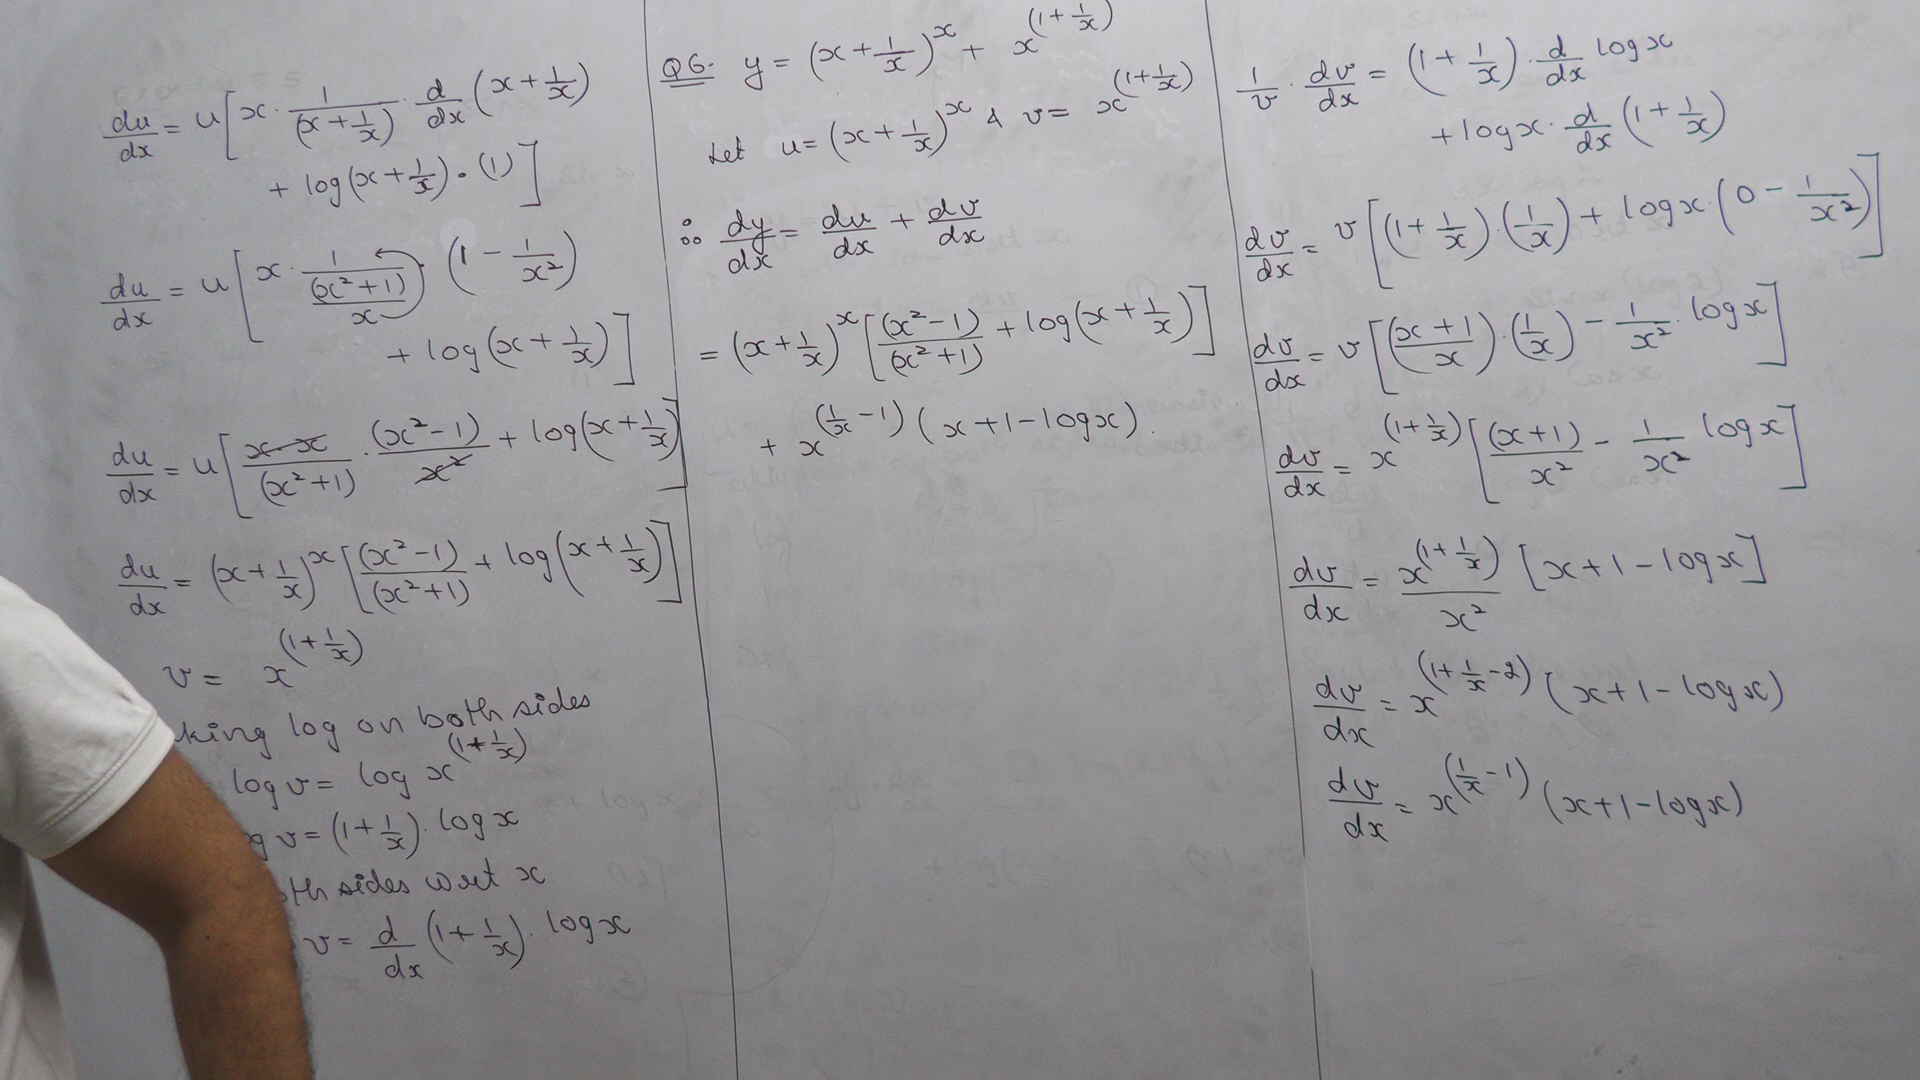 du/dx = u[x · 1/(x + 1/x) · d/dx (x + 1/x)
+ log(x + 1/x) · (1)]
du/dx = u[x · 1/((x²+1)/x) · (1 − 1/x²)
+ log(x + 1/x)]
du/dx = u[x·x/(x²+1) · (x²−1)/x² + log(x + 1/x)]
du/dx = (x + 1/x)^x [(x²−1)/(x²+1) + log(x + 1/x)]
v = x^(1 + 1/x)
king log on both sides
log v = log x^(1 + 1/x)
g v = (1 + 1/x) · log x
oth sides wrt x
v = d/dx (1 + 1/x) · log x
Q6. y = (x + 1/x)^x + x^(1 + 1/x)
Let u = (x + 1/x)^x & v = x^(1 + 1/x)
∴ dy/dx = du/dx + dv/dx
= (x + 1/x)^x [(x²−1)/(x²+1) + log(x + 1/x)]
+ x^(1/x − 1) (x + 1 − log x).
1/v · dv/dx = (1 + 1/x) · d/dx log x
+ log x · d/dx (1 + 1/x)
dv/dx = v[(1 + 1/x) · (1/x) + log x · (0 − 1/x²)]
dv/dx = v[((x+1)/x) · (1/x) − 1/x² · log x]
dv/dx = x^(1 + 1/x) [(x+1)/x² − 1/x² log x]
dv/dx = x^(1 + 1/x)/x² [x + 1 − log x]
dv/dx = x^(1 + 1/x − 2) (x + 1 − log x)
dv/dx = x^(1/x − 1) (x + 1 − log x)